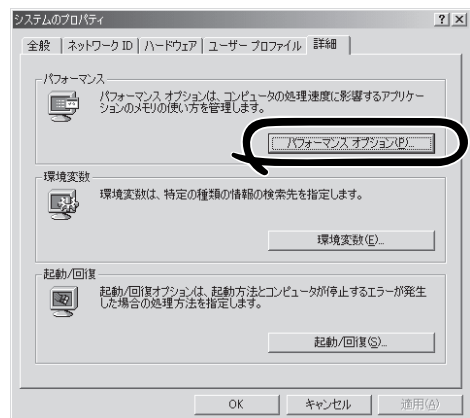 システムのプロパティ
全般
ネットワーク ID
ハードウェア
ユーザー プロファイル
詳細
パフォーマンス
パフォーマンス オプションは、コンピュータの処理速度に影響するアプリケー
ションのメモリの使い方を管理します。
パフォーマンス オプション(P)...
環境変数
環境変数は、特定の種類の情報の検索先を指定します。
環境変数(E)...
起動/回復
起動/回復オプションは、起動方法とコンピュータが停止するエラーが発生
した場合の処理方法を指定します。
起動/回復(S)...
OK
キャンセル
適用(A)